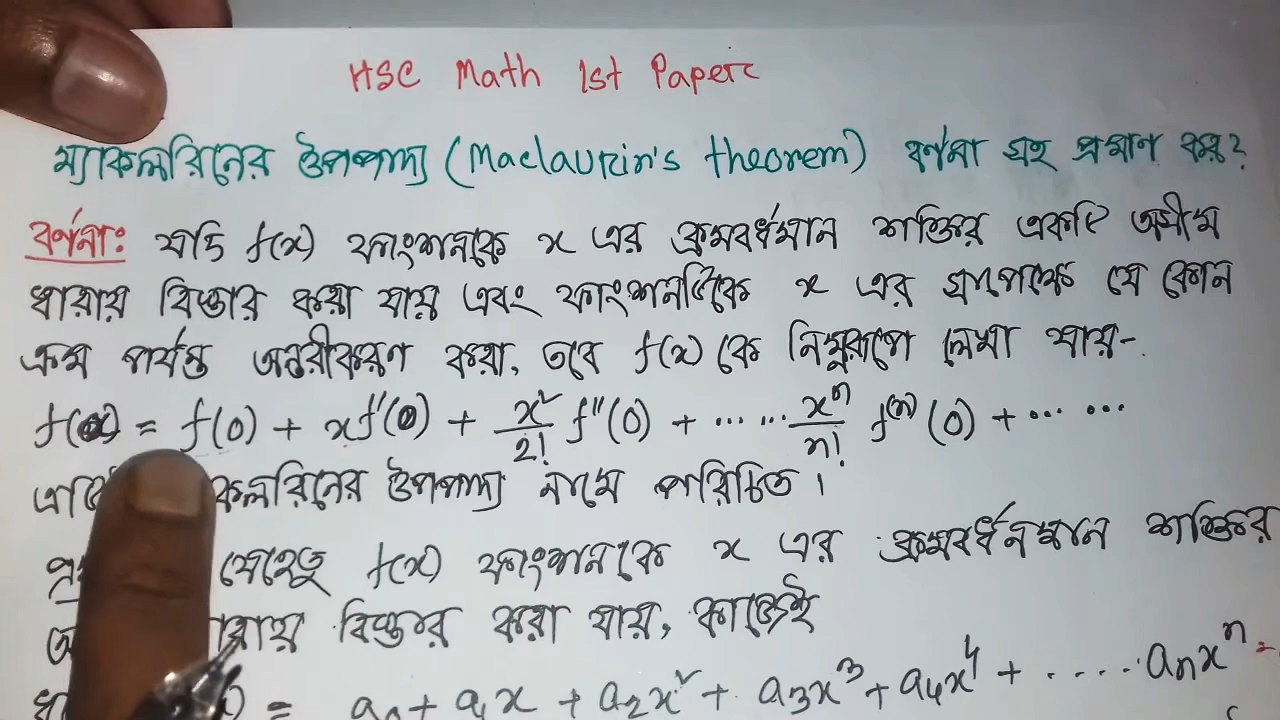 HSC Math 1st Paper
ম্যাকলরিনের উপপাদ্য (Maclaurin's theorem) বর্ণনা সহ প্রমাণ কর?
বর্ণনাঃ যদি f(x) ফাংশনকে x এর ক্রমবর্ধমান শক্তির একটি অসীম
ধারায় বিস্তার করা যায় এবং ফাংশনটিকে x এর সাপেক্ষে যে কোন
ক্রম পর্যন্ত অন্তরীকরণ করা, তবে f(x) কে নিম্নরূপে লেখা যায়-
f(x) = f(0) + xf'(0) + x²/2! f''(0) + ...... xⁿ/n! f⁽ⁿ⁾(0) + ... ...
কলরিনের উপপাদ্য নামে পরিচিত।
যেহেতু f(x) ফাংশনকে x এর ক্রমবর্ধনমান শক্তির
বিস্তার করা যায়, কাজেই
= a₀ + a₁x + a₂x² + a₃x³ + a₄x⁴ + ..... aₙxⁿ